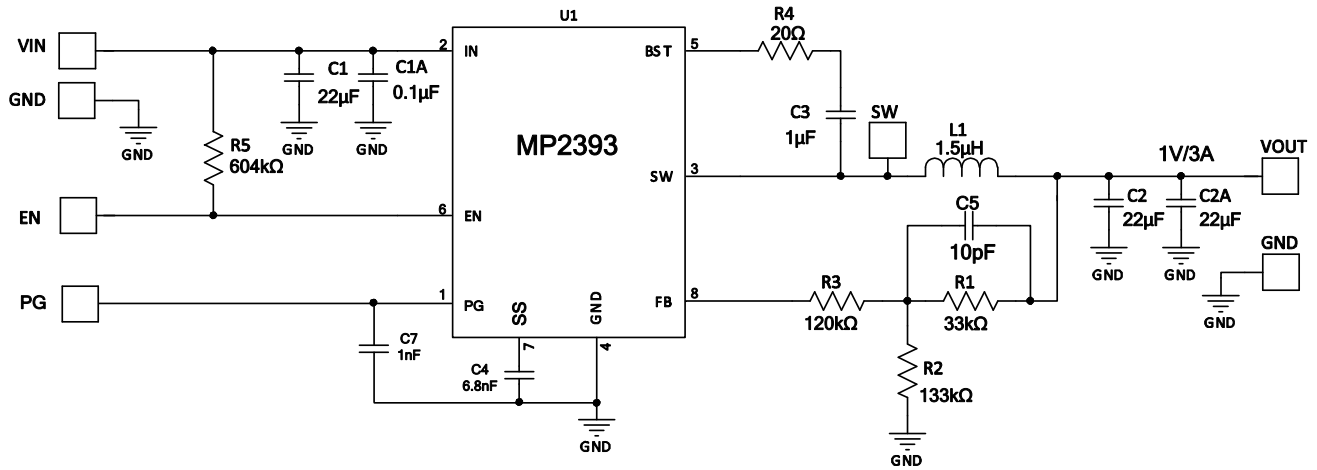 U1
MP2393
VIN
GND
GND
R5
604kΩ
C1
22µF
GND
C1A
0.1µF
GND
EN
PG
2
IN
6
EN
1
PG
C7
1nF
SS
7
C4
6.8nF
GND
4
GND
BST
5
R4
20Ω
C3
1µF
SW
SW
3
L1
1.5µH
1V/3A
VOUT
C2
22µF
GND
C2A
22µF
GND
GND
GND
C5
10pF
FB
8
R3
120kΩ
R1
33kΩ
R2
133kΩ
GND